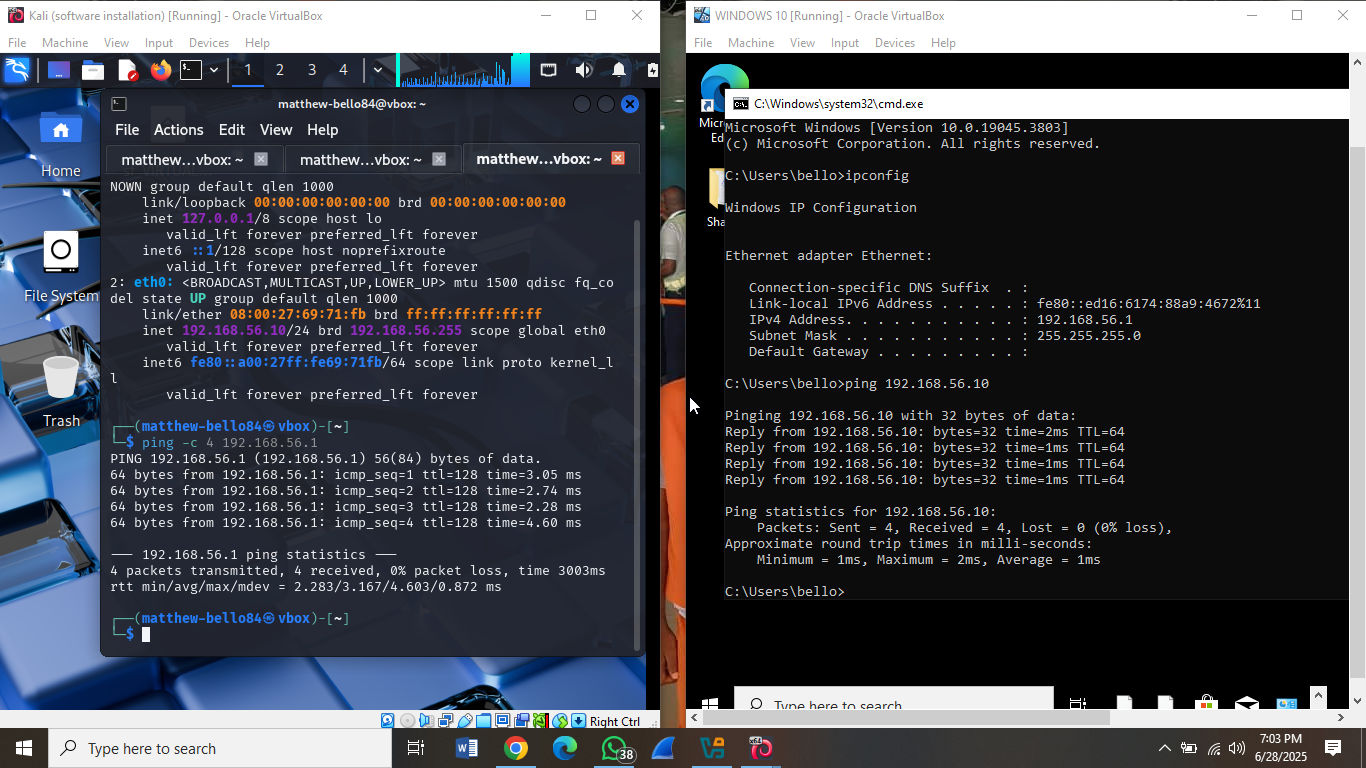 Kali (software installation) [Running] - Oracle VirtualBox
File Machine View Input Devices Help
1 2 3 4
matthew-bello84@vbox: ~
File Actions Edit View Help
matthew…vbox: ~ matthew…vbox: ~ matthew…vbox: ~
Home
File System
Trash
NOWN group default qlen 1000
link/loopback 00:00:00:00:00:00 brd 00:00:00:00:00:00
inet 127.0.0.1/8 scope host lo
valid_lft forever preferred_lft forever
inet6 ::1/128 scope host noprefixroute
valid_lft forever preferred_lft forever
2: eth0: <BROADCAST,MULTICAST,UP,LOWER_UP> mtu 1500 qdisc fq_co
del state UP group default qlen 1000
link/ether 08:00:27:69:71:fb brd ff:ff:ff:ff:ff:ff
inet 192.168.56.10/24 brd 192.168.56.255 scope global eth0
valid_lft forever preferred_lft forever
inet6 fe80::a00:27ff:fe69:71fb/64 scope link proto kernel_l
l
valid_lft forever preferred_lft forever
┌──(matthew-bello84㉿vbox)-[~]
└─$ ping -c 4 192.168.56.1
PING 192.168.56.1 (192.168.56.1) 56(84) bytes of data.
64 bytes from 192.168.56.1: icmp_seq=1 ttl=128 time=3.05 ms
64 bytes from 192.168.56.1: icmp_seq=2 ttl=128 time=2.74 ms
64 bytes from 192.168.56.1: icmp_seq=3 ttl=128 time=2.28 ms
64 bytes from 192.168.56.1: icmp_seq=4 ttl=128 time=4.60 ms
--- 192.168.56.1 ping statistics ---
4 packets transmitted, 4 received, 0% packet loss, time 3003ms
rtt min/avg/max/mdev = 2.283/3.167/4.603/0.872 ms
┌──(matthew-bello84㉿vbox)-[~]
└─$
Right Ctrl
WINDOWS 10 [Running] - Oracle VirtualBox
File Machine View Input Devices Help
C:\Windows\system32\cmd.exe
Microsoft Windows [Version 10.0.19045.3803]
(c) Microsoft Corporation. All rights reserved.
C:\Users\bello>ipconfig
Windows IP Configuration
Ethernet adapter Ethernet:
Connection-specific DNS Suffix . :
Link-local IPv6 Address . . . . . : fe80::ed16:6174:88a9:4672%11
IPv4 Address. . . . . . . . . . . : 192.168.56.1
Subnet Mask . . . . . . . . . . . : 255.255.255.0
Default Gateway . . . . . . . . . :
C:\Users\bello>ping 192.168.56.10
Pinging 192.168.56.10 with 32 bytes of data:
Reply from 192.168.56.10: bytes=32 time=2ms TTL=64
Reply from 192.168.56.10: bytes=32 time=1ms TTL=64
Reply from 192.168.56.10: bytes=32 time=1ms TTL=64
Reply from 192.168.56.10: bytes=32 time=1ms TTL=64
Ping statistics for 192.168.56.10:
Packets: Sent = 4, Received = 4, Lost = 0 (0% loss),
Approximate round trip times in milli-seconds:
Minimum = 1ms, Maximum = 2ms, Average = 1ms
C:\Users\bello>
Type here to search
Type here to search
38
7:03 PM
6/28/2025